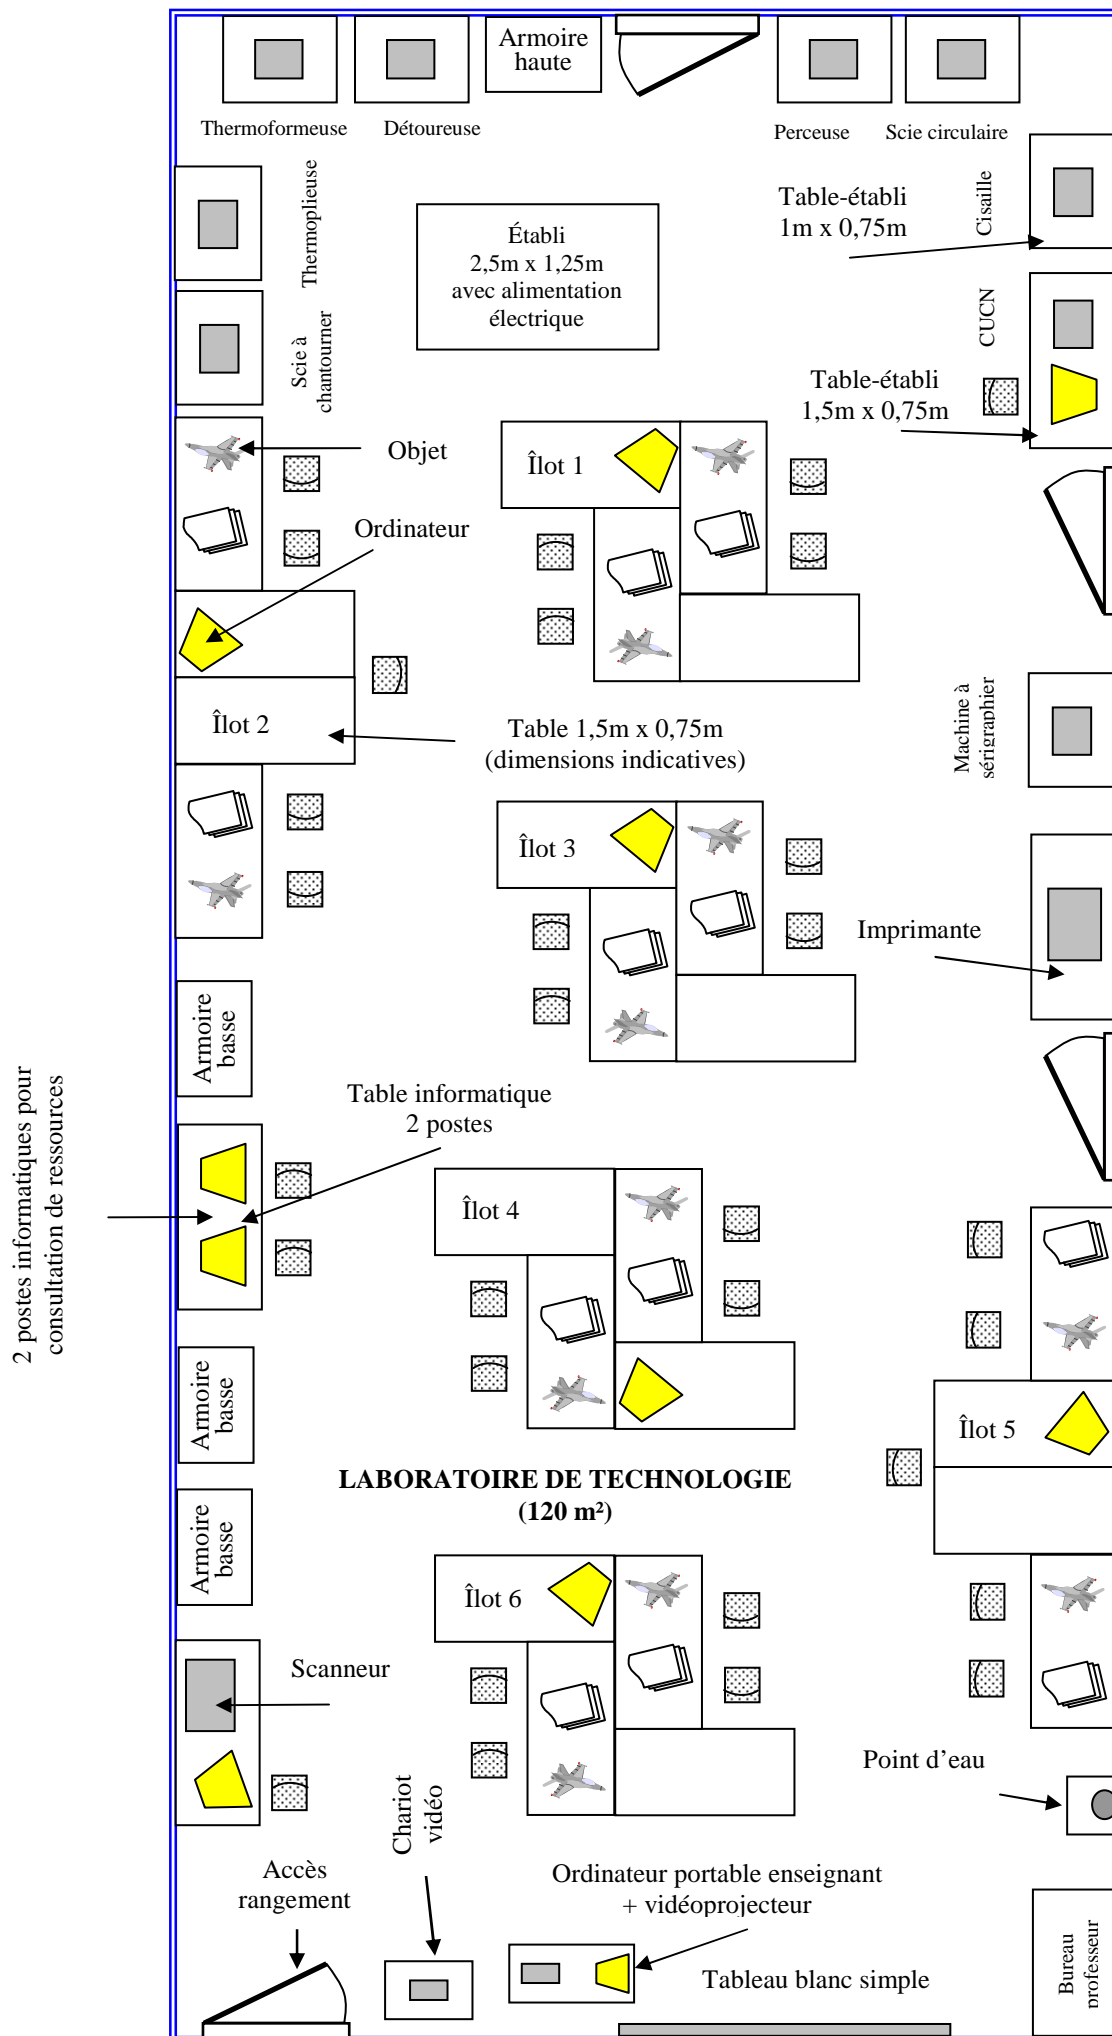 Armoire
haute
Thermoformeuse
Détoureuse
Perceuse
Scie circulaire
Thermoplieuse
Cisaille
Table-établi
1m x 0,75m
Établi
2,5m x 1,25m
avec alimentation
électrique
Scie à
chantourner
CUCN
Table-établi
1,5m x 0,75m
Objet
Îlot 1
Ordinateur
Îlot 2
Table 1,5m x 0,75m
(dimensions indicatives)
Machine à
sérigraphier
Îlot 3
Imprimante
Armoire
basse
2 postes informatiques pour
consultation de ressources
Table informatique
2 postes
Îlot 4
Armoire
basse
Îlot 5
LABORATOIRE DE TECHNOLOGIE
(120 m²)
Armoire
basse
Îlot 6
Scanneur
Point d’eau
Chariot
vidéo
Accès
rangement
Ordinateur portable enseignant
+ vidéoprojecteur
Tableau blanc simple
Bureau
professeur